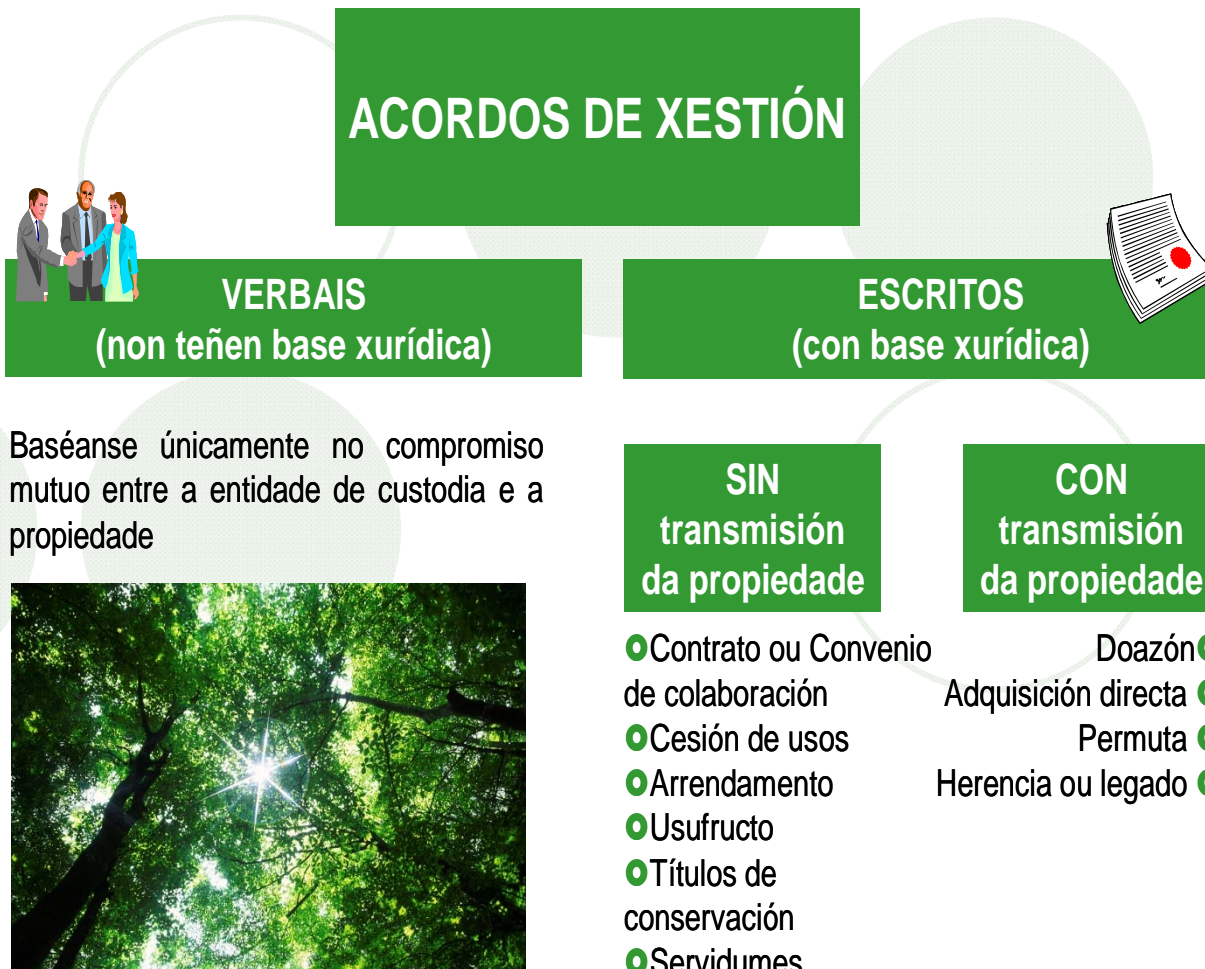 ACORDOS DE XESTIÓN
VERBAIS
(non teñen base xurídica)
Baséanse únicamente no compromiso
mutuo entre a entidade de custodia e a
propiedade
ESCRITOS
(con base xurídica)
SIN
transmisión
da propiedade
Contrato ou Convenio
de colaboración
Cesión de usos
Arrendamento
Usufructo
Títulos de
conservación
Servidumes
CON
transmisión
da propiedade
Doazón
Adquisición directa
Permuta
Herencia ou legado